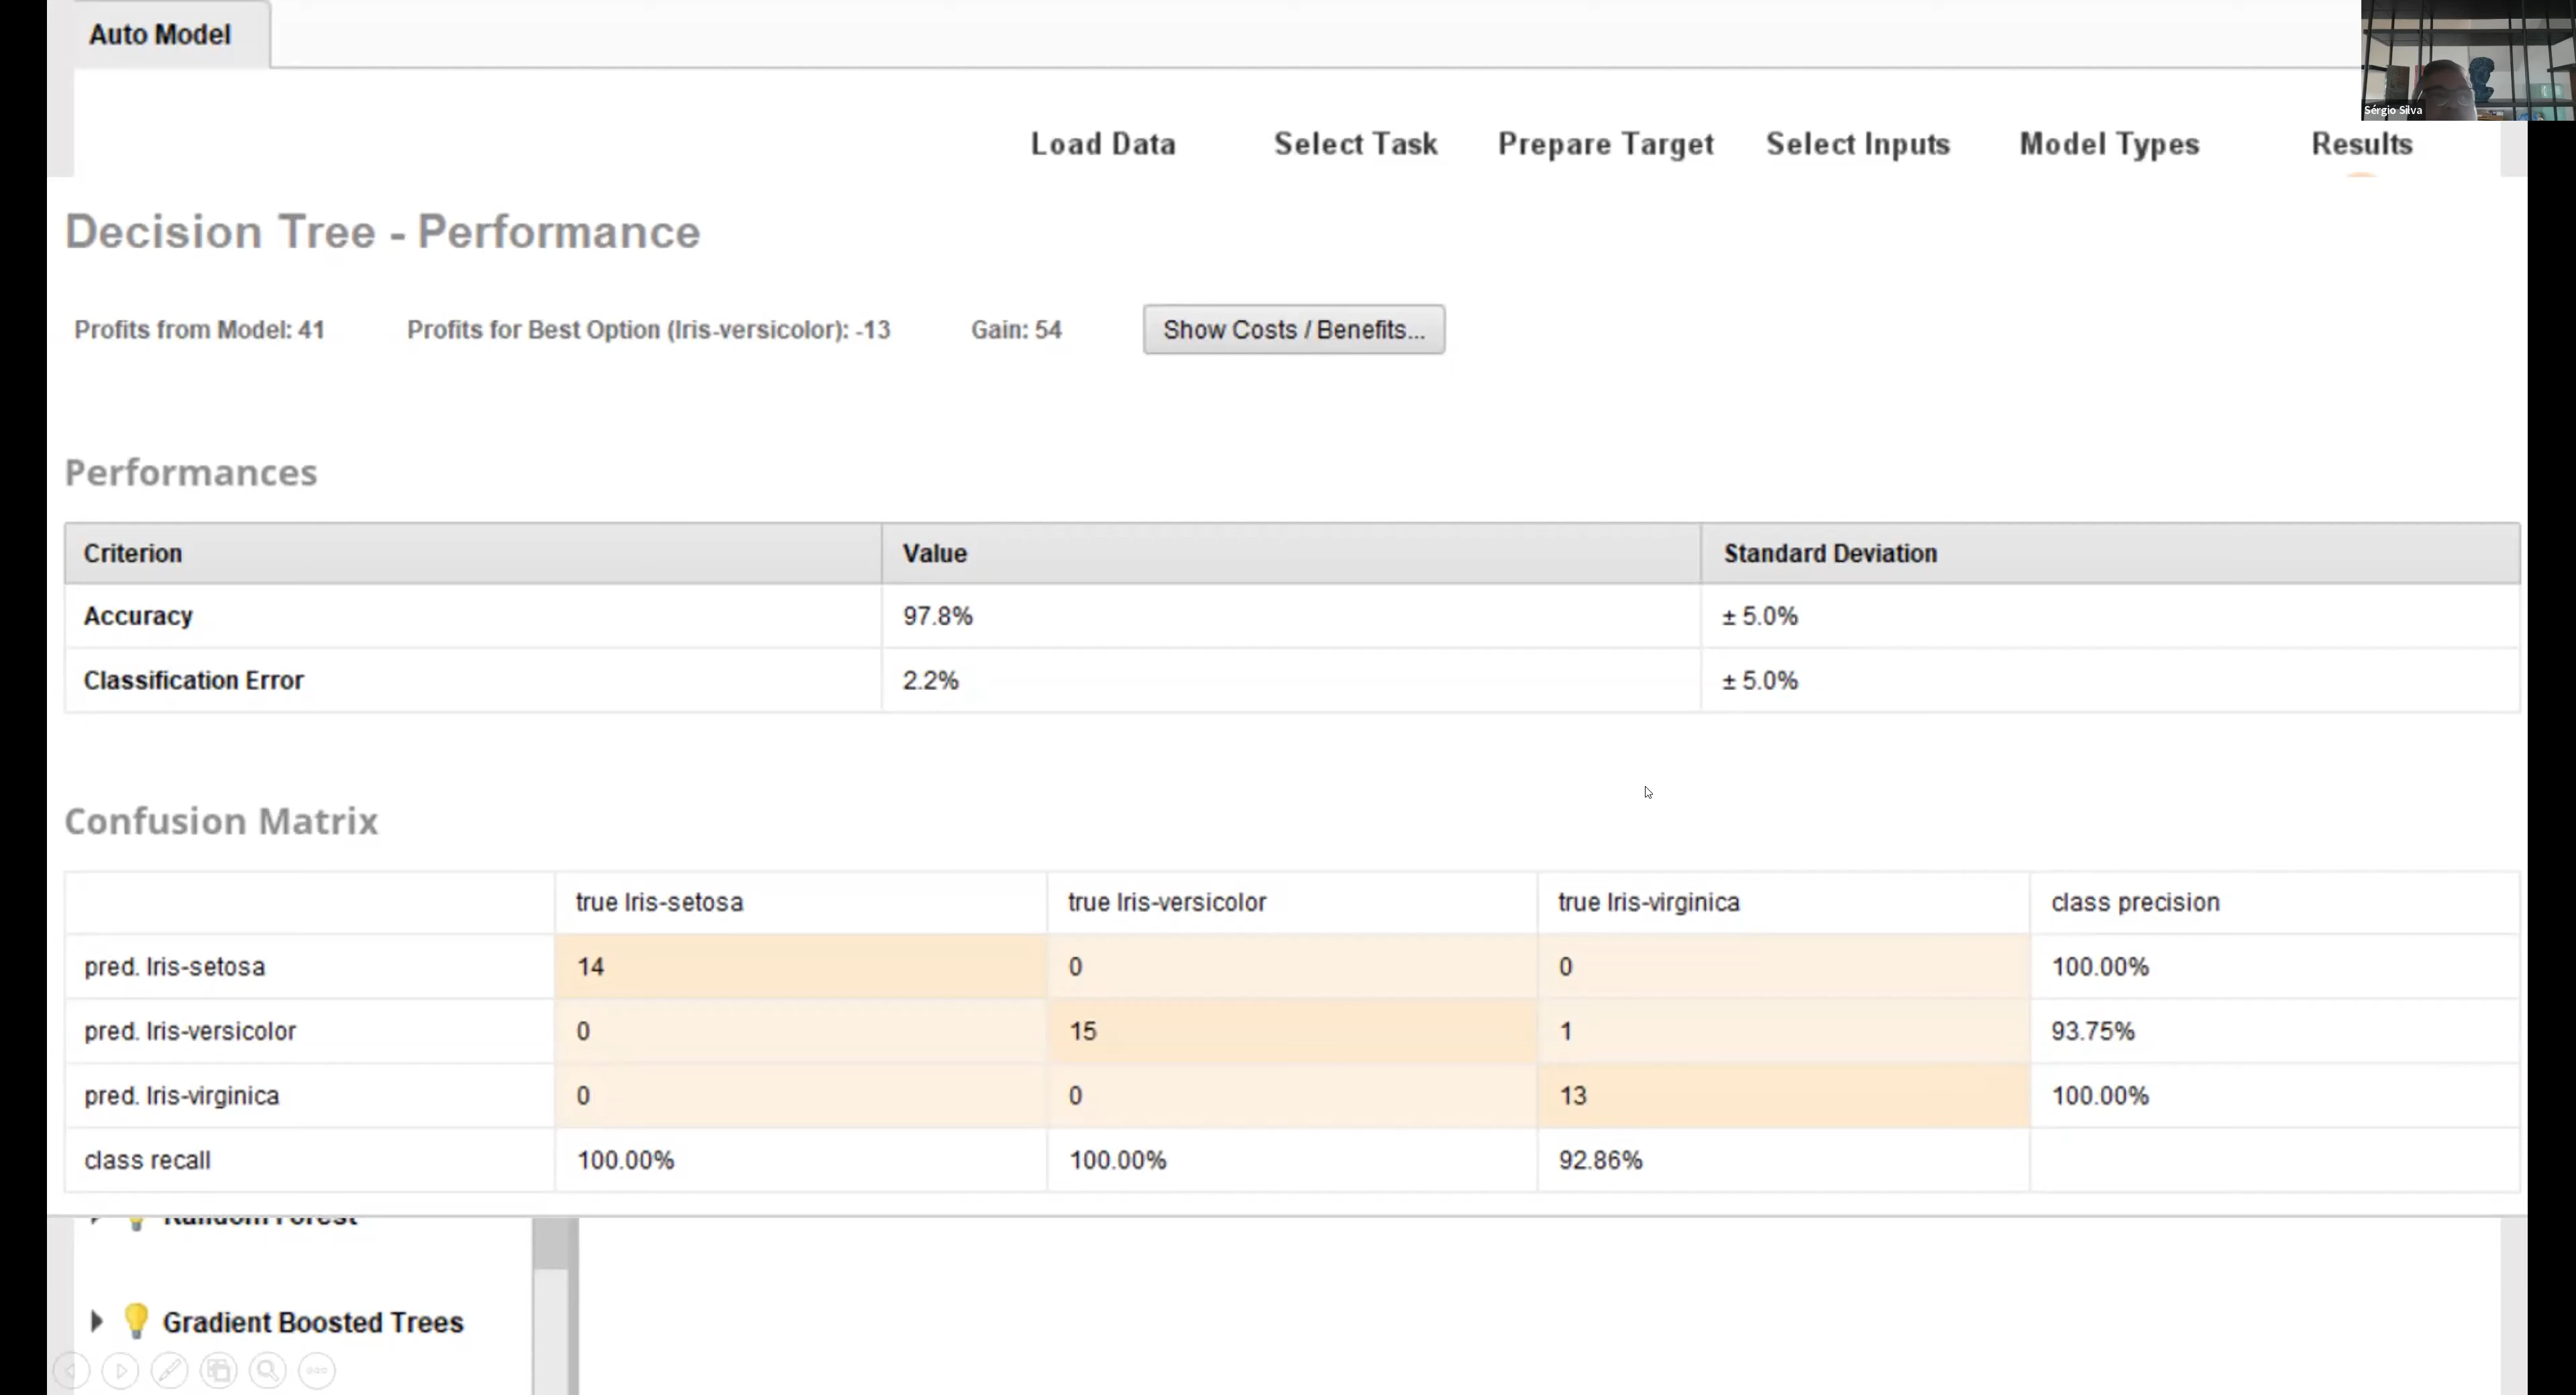 Auto Model
Sérgio Silva
Load Data Select Task Prepare Target Select Inputs Model Types Results
Decision Tree - Performance
Profits from Model: 41 Profits for Best Option (Iris-versicolor): -13 Gain: 54 Show Costs / Benefits...
Performances
Criterion Value Standard Deviation
Accuracy 97.8% ± 5.0%
Classification Error 2.2% ± 5.0%
Confusion Matrix
true Iris-setosa true Iris-versicolor true Iris-virginica class precision
pred. Iris-setosa 14 0 0 100.00%
pred. Iris-versicolor 0 15 1 93.75%
pred. Iris-virginica 0 0 13 100.00%
class recall 100.00% 100.00% 92.86%
Random Forest
Gradient Boosted Trees